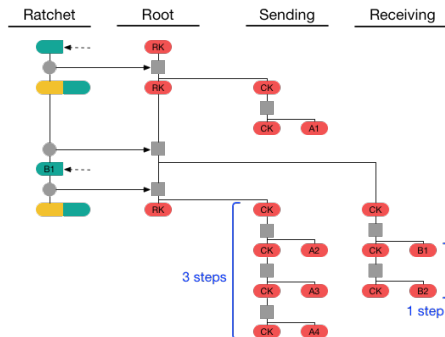 Ratchet Root Sending Receiving
RK
RK CK
CK A1
B1
RK CK CK
CK A2 CK B1
3 steps
CK A3 CK B2
1 step
CK A4